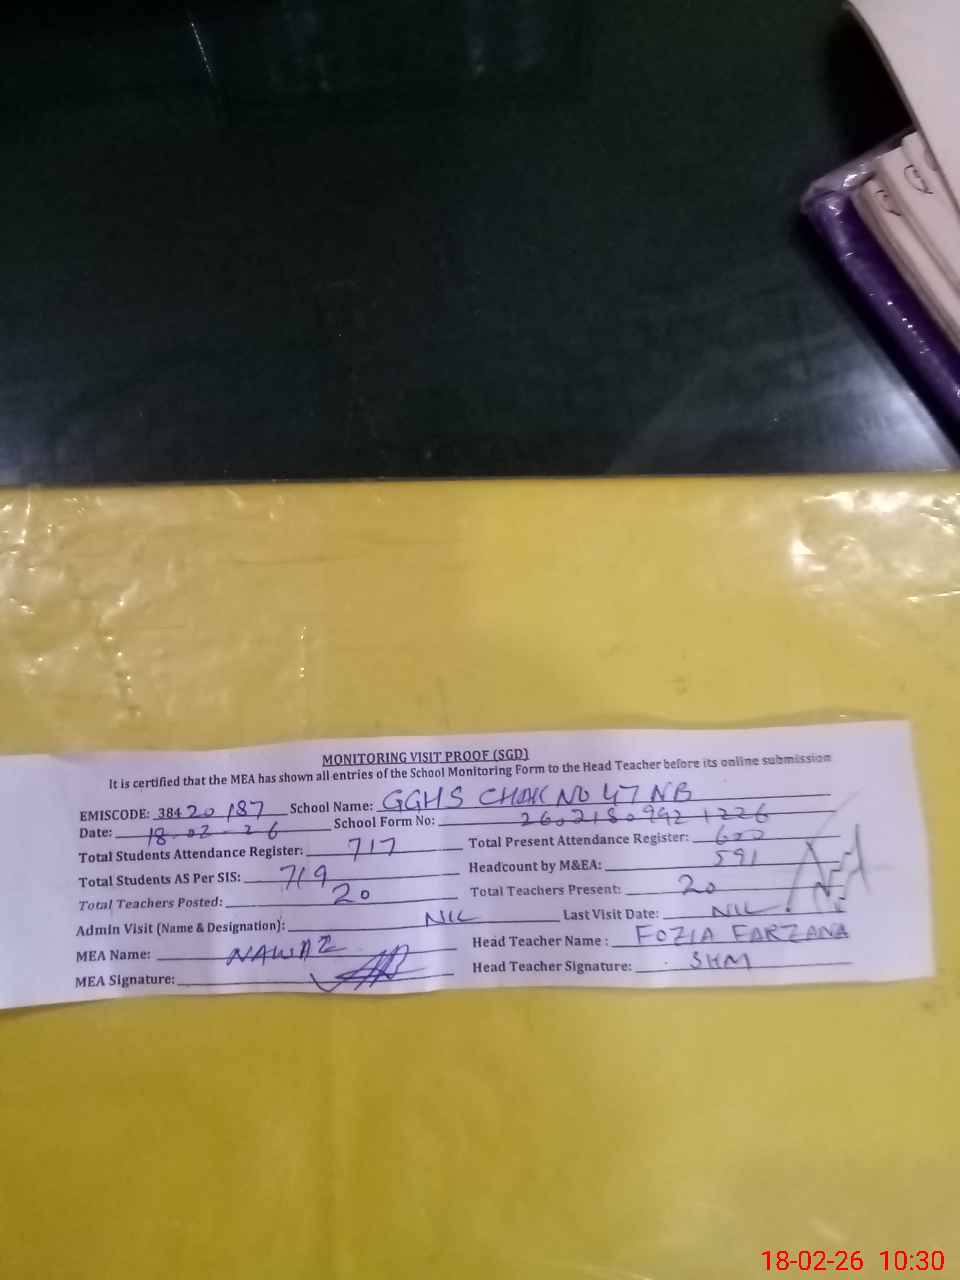 MONITORING VISIT PROOF (SGD)
It is certified that the MEA has shown all entries of the School Monitoring Form to the Head Teacher before its online submission
EMISCODE: 384 20 187 School Name: GGHS CHAK NO 47 NB
Date: 18-02-26 School Form No: 26021809921226
Total Students Attendance Register: 717 Total Present Attendance Register:
Total Students AS Per SIS: 719 Headcount by M&EA: 591
Total Teachers Posted: 20 Total Teachers Present: 20
Admin Visit (Name & Designation): NIL Last Visit Date: NIL
MEA Name: NAWAZ Head Teacher Name : FOZIA FARZANA
MEA Signature: Head Teacher Signature: SHM
18-02-26 10:30